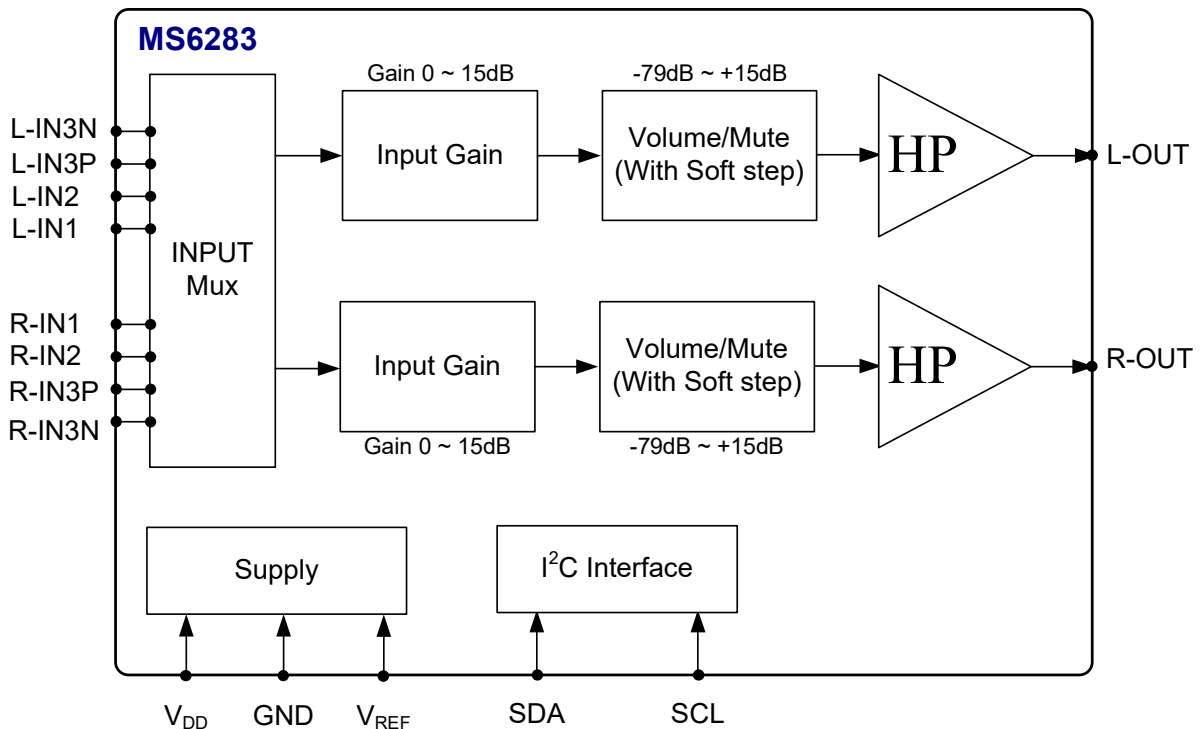 MS6283
Gain 0 ~ 15dB
-79dB ~ +15dB
L-IN3N
L-IN3P
L-IN2
L-IN1
INPUT
Mux
Input Gain
Volume/Mute
(With Soft step)
HP
L-OUT
R-IN1
R-IN2
R-IN3P
R-IN3N
Input Gain
Volume/Mute
(With Soft step)
HP
R-OUT
Gain 0 ~ 15dB
-79dB ~ +15dB
Supply
I²C Interface
V_DD
GND
V_REF
SDA
SCL